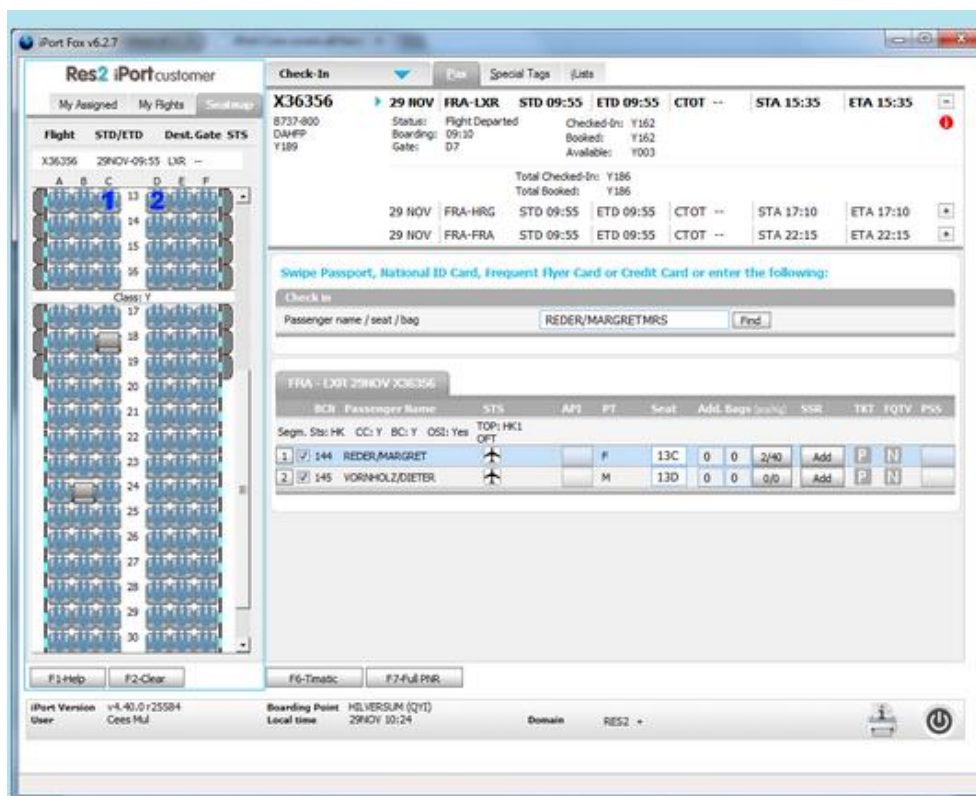 iPort Fox v6.2.7
Res2 iPortcustomer
My Assigned My Flights Seatmap
Flight STD/ETD Dest. Gate STS
X36356 29NOV-09:55 LXR --
A B C D E F
1 13 2
14
15
16
Class: Y
17
18
19
20
21
22
23
24
25
26
27
28
29
30
F1-Help F2-Clear
Check-In Pax Special Tags iLists
X36356 29 NOV FRA-LXR STD 09:55 ETD 09:55 CTOT -- STA 15:35 ETA 15:35
B737-800 Status: Flight Departed Checked-In: Y162
DAHFP Boarding: 09:10 Booked: Y162
Y189 Gate: D7 Available: Y003
Total Checked-In: Y186
Total Booked: Y186
29 NOV FRA-HRG STD 09:55 ETD 09:55 CTOT -- STA 17:10 ETA 17:10
29 NOV FRA-FRA STD 09:55 ETD 09:55 CTOT -- STA 22:15 ETA 22:15
Swipe Passport, National ID Card, Frequent Flyer Card or Credit Card or enter the following:
Check in
Passenger name / seat / bag REDER/MARGRETMRS Find
FRA - LXR 29NOV X36356
BCN Passenger Name STS API PT Seat Add. Bags SSR TKT FQTV PSS
Segm. Sts: HK CC: Y BC: Y OSI: Yes TOP: HK1
OFT
1 144 REDER/MARGRET F 13C 0 0 2/40 Add P N
2 145 VORNHOLZ/DIETER M 13D 0 0 0/0 Add P N
F6-Timatic F7-Full PNR
iPort Version v4.40.0 r25584 Boarding Point HILVERSUM (QYI)
User Cees Mul Local time 29NOV 10:24 Domain RES2